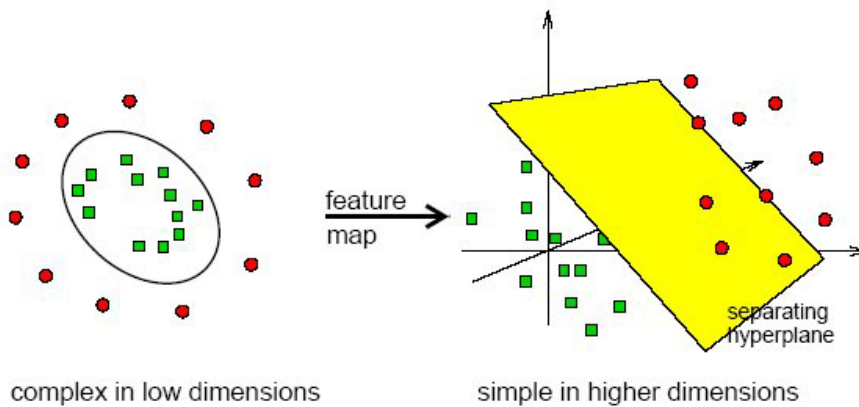 feature
map
separating
hyperplane
complex in low dimensions
simple in higher dimensions